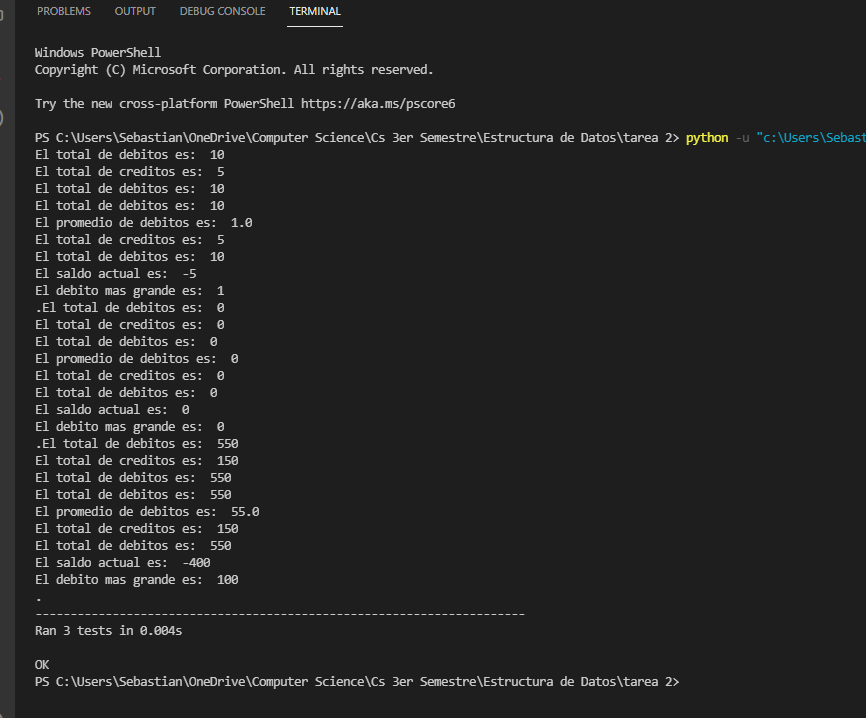 PROBLEMS OUTPUT DEBUG CONSOLE TERMINAL
Windows PowerShell
Copyright (C) Microsoft Corporation. All rights reserved.
Try the new cross-platform PowerShell https://aka.ms/pscore6
PS C:\Users\Sebastian\OneDrive\Computer Science\Cs 3er Semestre\Estructura de Datos\tarea 2> python -u "c:\Users\Sebast
El total de debitos es:  10
El total de creditos es:  5
El total de debitos es:  10
El total de debitos es:  10
El promedio de debitos es:  1.0
El total de creditos es:  5
El total de debitos es:  10
El saldo actual es:  -5
El debito mas grande es:  1
.El total de debitos es:  0
El total de creditos es:  0
El total de debitos es:  0
El promedio de debitos es:  0
El total de creditos es:  0
El total de debitos es:  0
El saldo actual es:  0
El debito mas grande es:  0
.El total de debitos es:  550
El total de creditos es:  150
El total de debitos es:  550
El total de debitos es:  550
El promedio de debitos es:  55.0
El total de creditos es:  150
El total de debitos es:  550
El saldo actual es:  -400
El debito mas grande es:  100
.
----------------------------------------------------------------------
Ran 3 tests in 0.004s
OK
PS C:\Users\Sebastian\OneDrive\Computer Science\Cs 3er Semestre\Estructura de Datos\tarea 2>